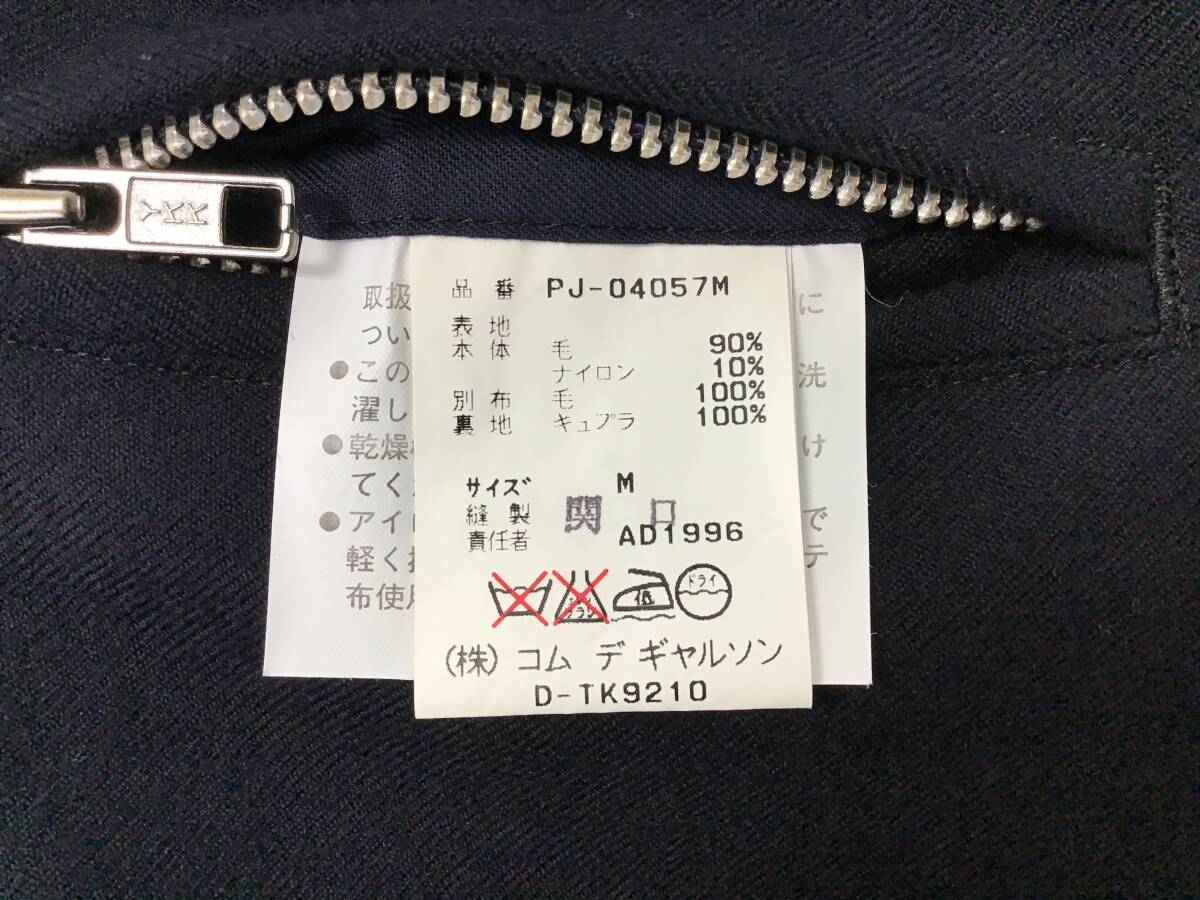 YKK
品番 PJ-04057M
表地
本体 毛 90%
ナイロン 10%
別布 毛 100%
裏地 キュプラ 100%
サイズ M
縫製 関口
責任者 AD1996
低 ドライ
(株) コム デ ギャルソン
D-TK9210
取扱 に
つい
●この 洗
濯し
●乾燥 け
てく
●アイ で
軽く テ
布使